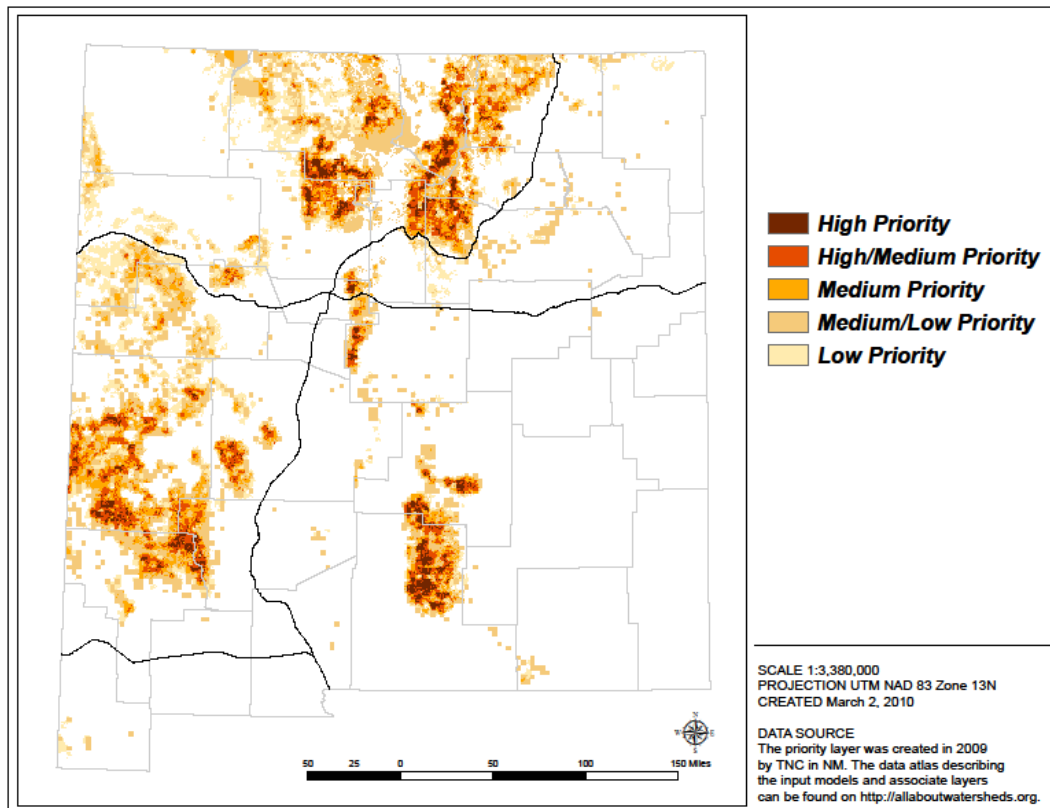 High Priority
High/Medium Priority
Medium Priority
Medium/Low Priority
Low Priority
SCALE 1:3,380,000
PROJECTION UTM NAD 83 Zone 13N
CREATED March 2, 2010
DATA SOURCE
The priority layer was created in 2009
by TNC in NM. The data atlas describing
the input models and associate layers
can be found on http://allaboutwatersheds.org.
N
W E
S
50 25 0 50 100 150 Miles